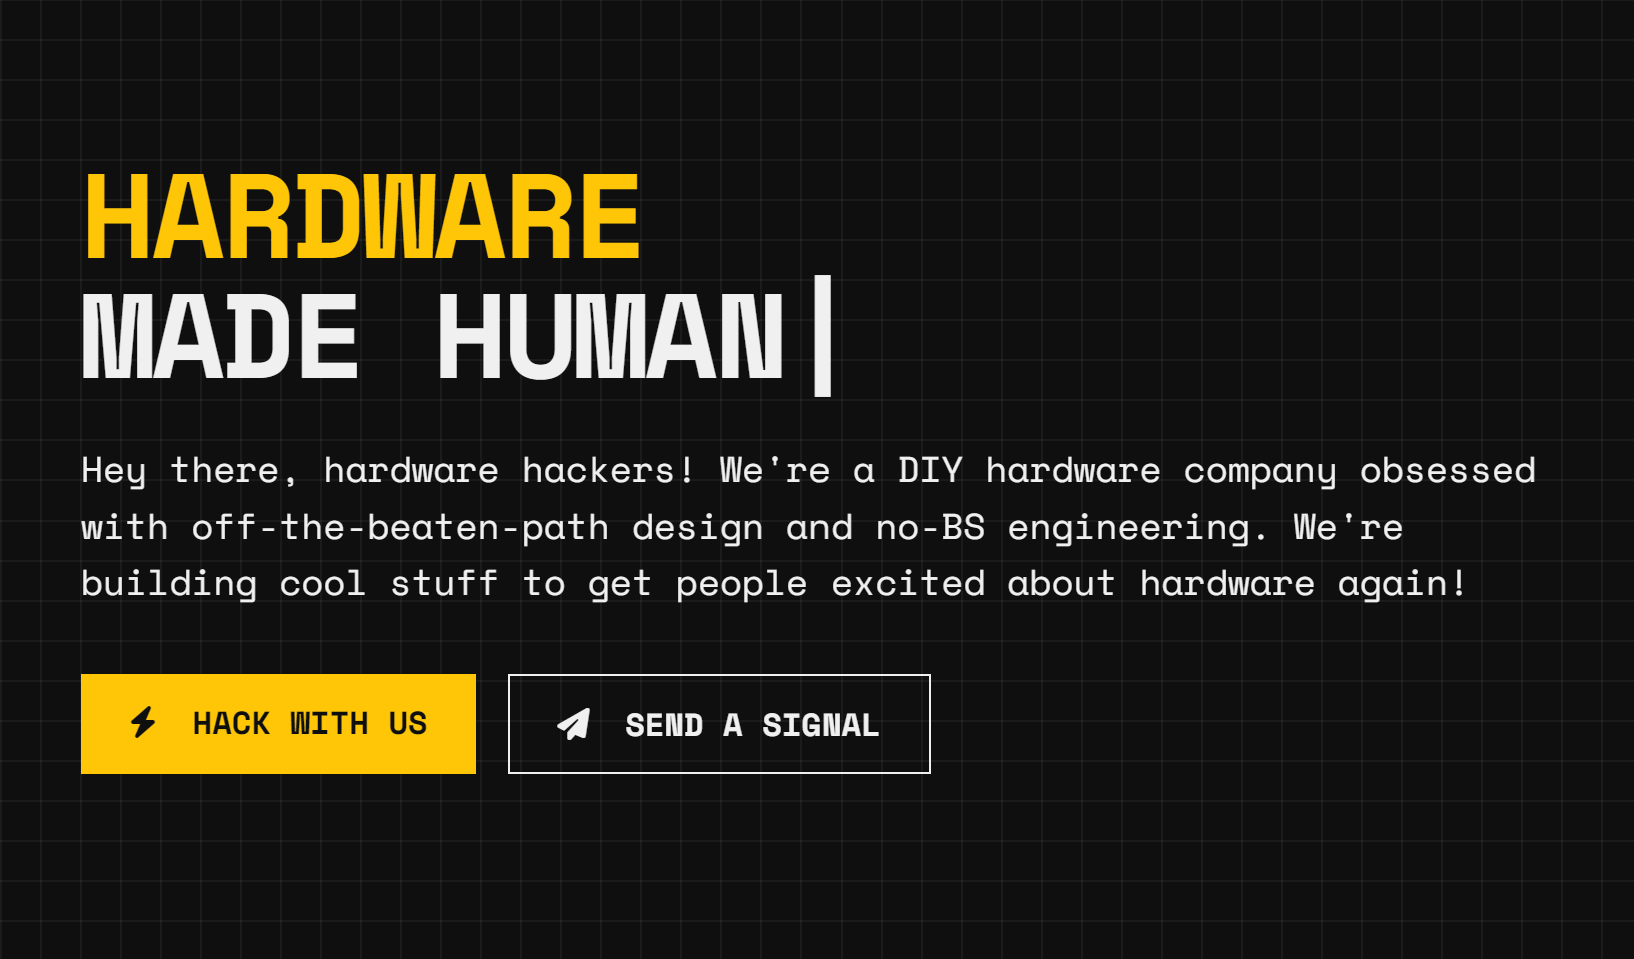 HARDWARE
MADE HUMAN|
Hey there, hardware hackers! We're a DIY hardware company obsessed
with off-the-beaten-path design and no-BS engineering. We're
building cool stuff to get people excited about hardware again!
HACK WITH US
SEND A SIGNAL